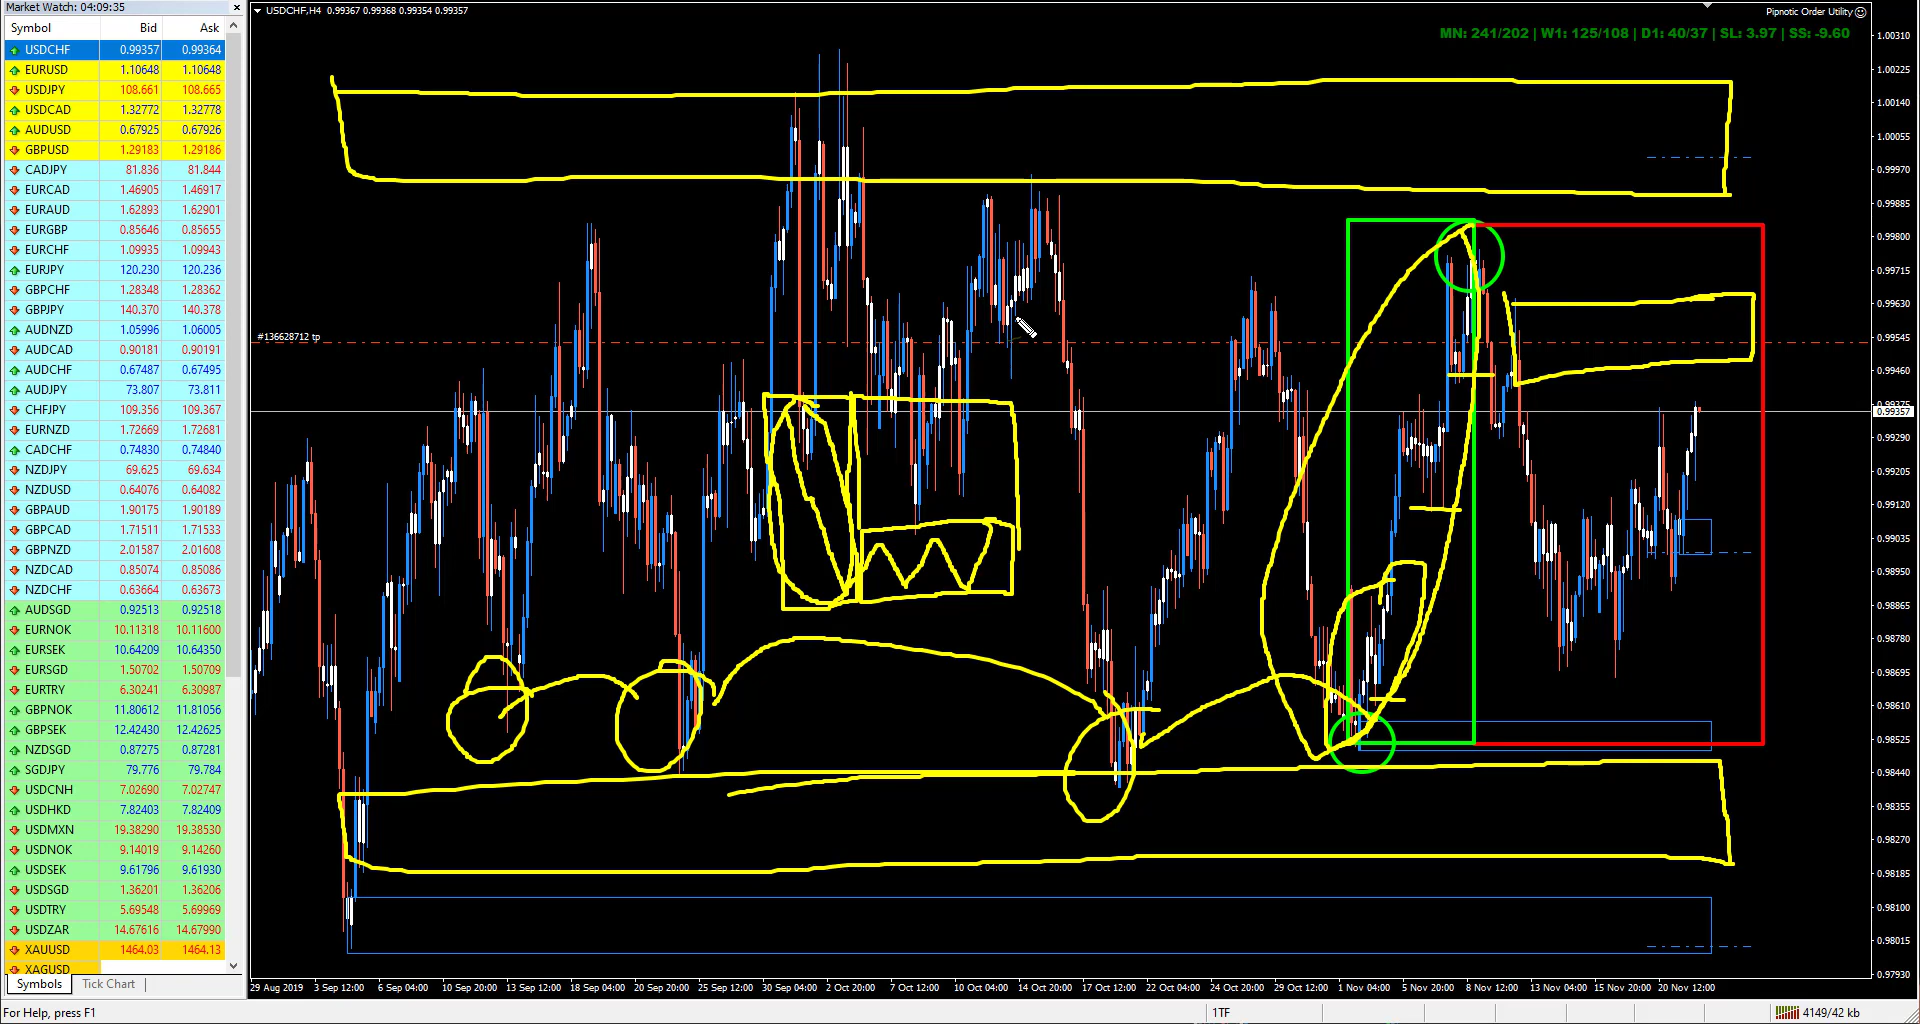 Market Watch: 04:09:35
Symbol Bid Ask
USDCHF 0.99357 0.99364
EURUSD 1.10648 1.10648
USDJPY 108.661 108.665
USDCAD 1.32772 1.32778
AUDUSD 0.67925 0.67926
GBPUSD 1.29183 1.29186
CADJPY 81.836 81.844
EURCAD 1.46905 1.46917
EURAUD 1.62893 1.62901
EURGBP 0.85646 0.85655
EURCHF 1.09935 1.09943
EURJPY 120.230 120.236
GBPCHF 1.28348 1.28362
GBPJPY 140.370 140.378
AUDNZD 1.05996 1.06005
AUDCAD 0.90181 0.90191
AUDCHF 0.67487 0.67495
AUDJPY 73.807 73.811
CHFJPY 109.356 109.367
EURNZD 1.72669 1.72681
CADCHF 0.74830 0.74840
NZDJPY 69.625 69.634
NZDUSD 0.64076 0.64082
GBPAUD 1.90175 1.90189
GBPCAD 1.71511 1.71533
GBPNZD 2.01587 2.01608
NZDCAD 0.85074 0.85086
NZDCHF 0.63664 0.63673
AUDSGD 0.92513 0.92518
EURNOK 10.11318 10.11600
EURSEK 10.64209 10.64350
EURSGD 1.50702 1.50709
EURTRY 6.30241 6.30987
GBPNOK 11.80612 11.81056
GBPSEK 12.42430 12.42625
NZDSGD 0.87275 0.87281
SGDJPY 79.776 79.784
USDCNH 7.02690 7.02747
USDHKD 7.82403 7.82409
USDMXN 19.38290 19.38530
USDNOK 9.14019 9.14260
USDSEK 9.61796 9.61930
USDSGD 1.36201 1.36206
USDTRY 5.69548 5.69969
USDZAR 14.67616 14.67990
XAUUSD 1464.03 1464.13
XAGUSD
Symbols Tick Chart
For Help, press F1
USDCHF,H4 0.99367 0.99368 0.99354 0.99357
Pipnotic Order Utility
MN: 241/202 | W1: 125/108 | D1: 40/37 | SL: 3.97 | SS: -9.60
#136628712 tp
1.00310
1.00225
1.00140
1.00055
0.99970
0.99885
0.99800
0.99715
0.99630
0.99545
0.99460
0.99375
0.99357
0.99290
0.99205
0.99120
0.99035
0.98950
0.98865
0.98780
0.98695
0.98610
0.98525
0.98440
0.98355
0.98270
0.98185
0.98100
0.98015
0.97930
29 Aug 2019 3 Sep 12:00 6 Sep 04:00 10 Sep 20:00 13 Sep 12:00 18 Sep 04:00 20 Sep 20:00 25 Sep 12:00 30 Sep 04:00 2 Oct 20:00 7 Oct 12:00 10 Oct 04:00 14 Oct 20:00 17 Oct 12:00 22 Oct 04:00 24 Oct 20:00 29 Oct 12:00 1 Nov 04:00 5 Nov 20:00 8 Nov 12:00 13 Nov 04:00 15 Nov 20:00 20 Nov 12:00
1TF
4149/42 kb